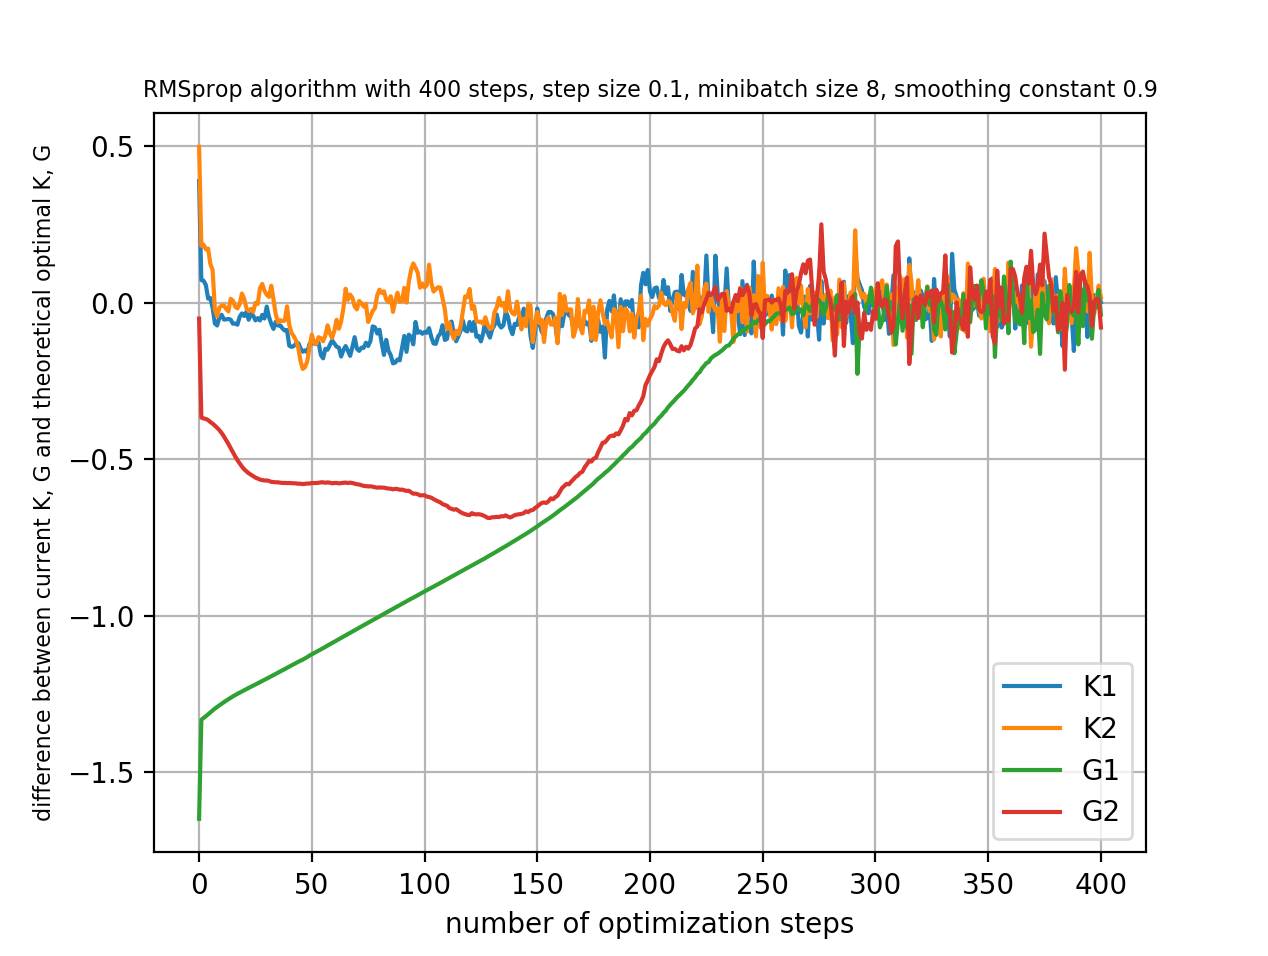 RMSprop algorithm with 400 steps, step size 0.1, minibatch size 8, smoothing constant 0.9
difference between current K, G and theoretical optimal K, G
0.5
0.0
−0.5
−1.0
−1.5
K1
K2
G1
G2
0 50 100 150 200 250 300 350 400
number of optimization steps